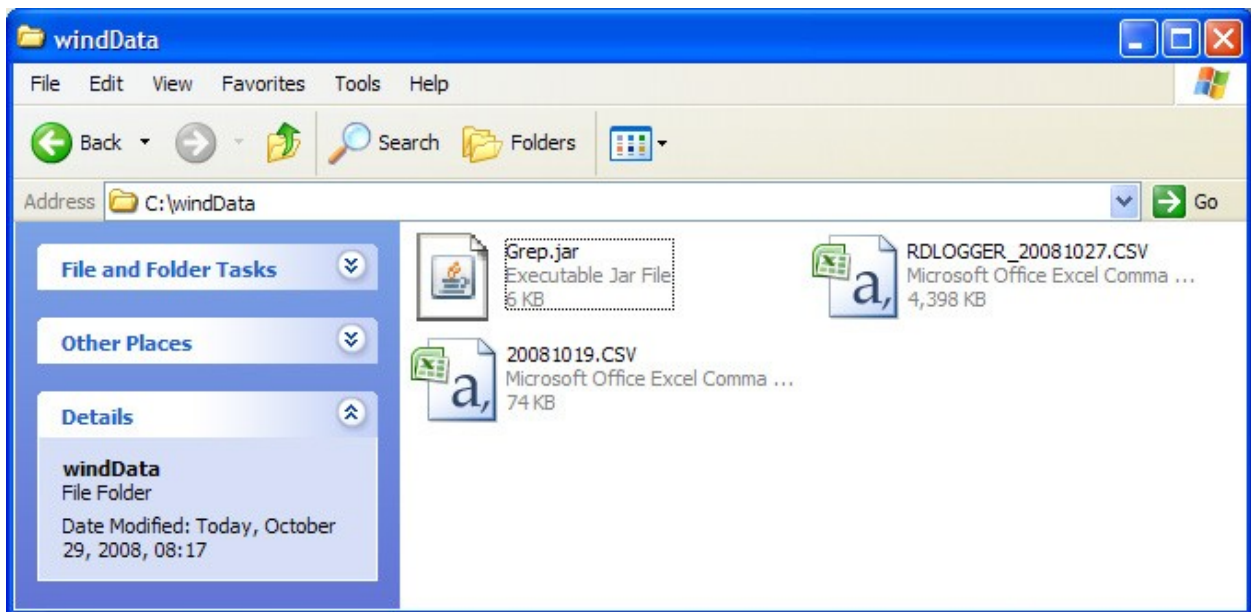 windData
File Edit View Favorites Tools Help
Back Search Folders
Address C:\windData Go
File and Folder Tasks
Other Places
Details
windData
File Folder
Date Modified: Today, October
29, 2008, 08:17
Grep.jar
Executable Jar File
6 KB
RDLOGGER_20081027.CSV
Microsoft Office Excel Comma ...
4,398 KB
20081019.CSV
Microsoft Office Excel Comma ...
74 KB